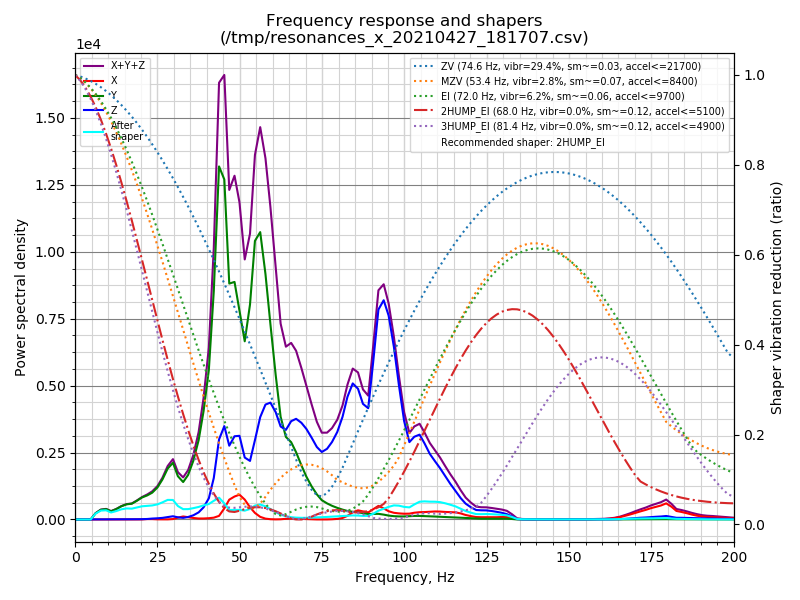 Frequency response and shapers
(/tmp/resonances_x_20210427_181707.csv)
1e4
X+Y+Z
X
Y
Z
After
shaper
ZV (74.6 Hz, vibr=29.4%, sm~=0.03, accel<=21700)
MZV (53.4 Hz, vibr=2.8%, sm~=0.07, accel<=8400)
EI (72.0 Hz, vibr=6.2%, sm~=0.06, accel<=9700)
2HUMP_EI (68.0 Hz, vibr=0.0%, sm~=0.12, accel<=5100)
3HUMP_EI (81.4 Hz, vibr=0.0%, sm~=0.12, accel<=4900)
Recommended shaper: 2HUMP_EI
Power spectral density
1.50
1.25
1.00
0.75
0.50
0.25
0.00
1.0
0.8
0.6
0.4
0.2
0.0
Shaper vibration reduction (ratio)
0 25 50 75 100 125 150 175 200
Frequency, Hz